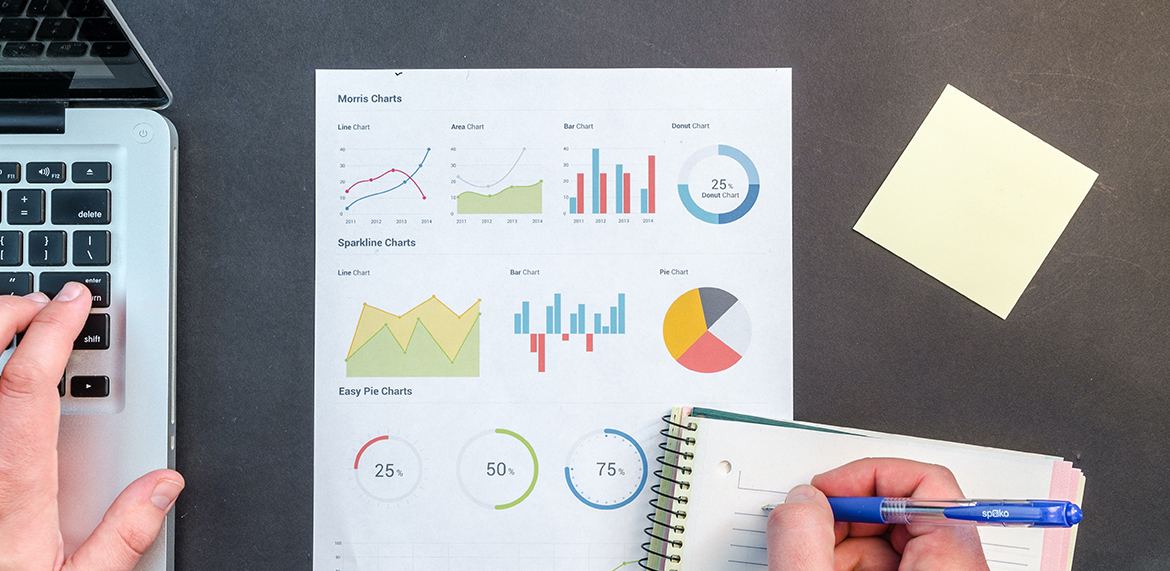 Morris Charts
Line Chart
Area Chart
Bar Chart
Donut Chart
40
30
20
10
0
2011 2012 2013 2014
40
30
20
10
0
2011 2012 2013 2014
40
30
20
10
0
2011 2012 2013 2014
25%
Donut Chart
Sparkline Charts
Line Chart
Bar Chart
Pie Chart
Easy Pie Charts
25%
50%
75%
100
80
F11
F12
+
=
delete
{
[
}
]
|
\
"
enter
shift